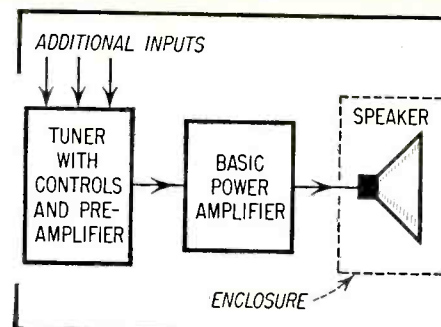 ADDITIONAL INPUTS
TUNER
WITH
CONTROLS
AND PRE-
AMPLIFIER
BASIC
POWER
AMPLIFIER
SPEAKER
ENCLOSURE